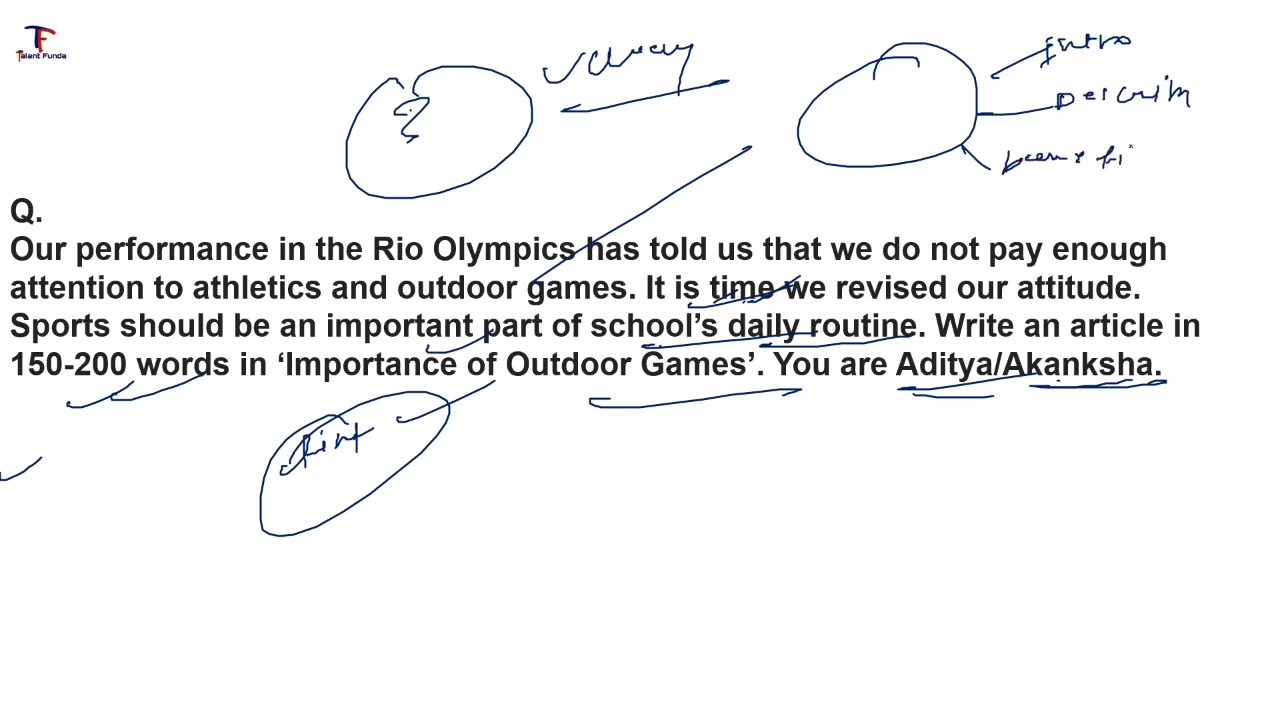 TF
Talent Funda
Intro
Q.
Our performance in the Rio Olympics has told us that we do not pay enough
attention to athletics and outdoor games. It is time we revised our attitude.
Sports should be an important part of school’s daily routine. Write an article in
150-200 words in ‘Importance of Outdoor Games’. You are Aditya/Akanksha.